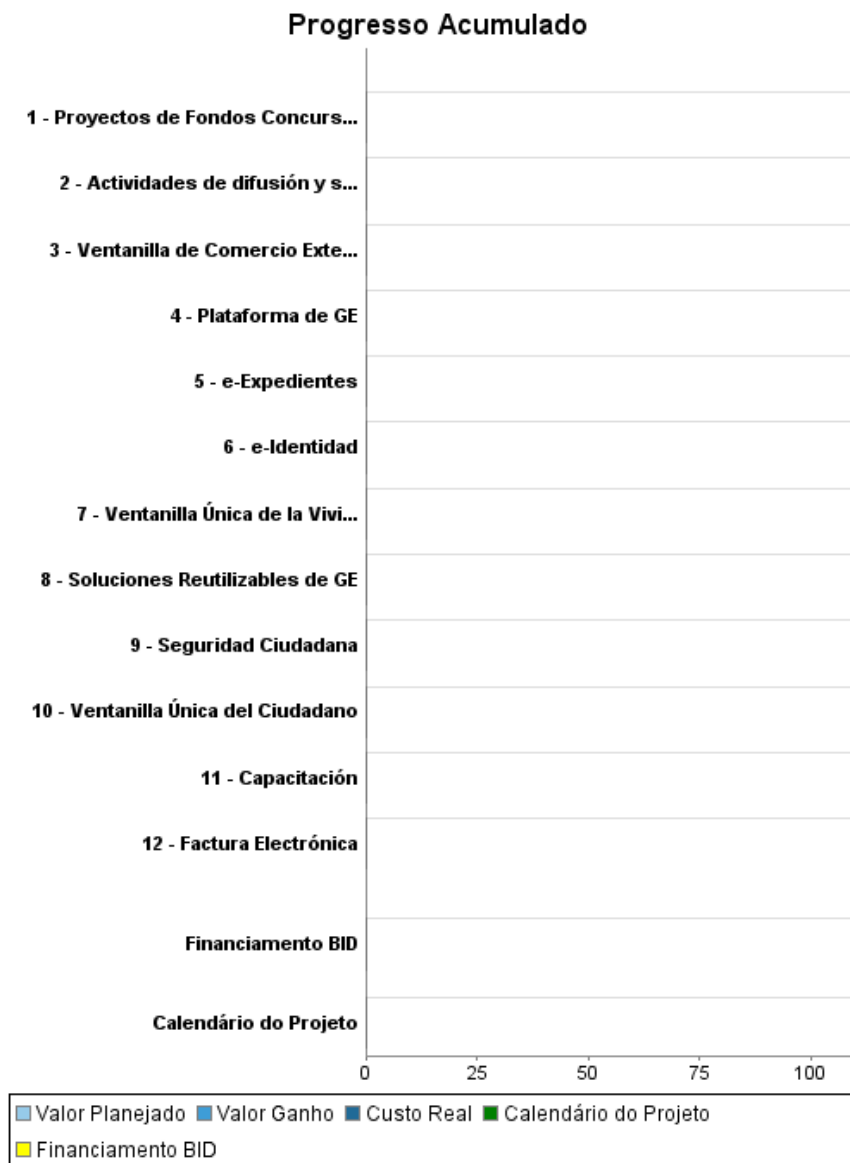 Progresso Acumulado
1 - Proyectos de Fondos Concurs...
2 - Actividades de difusión y s...
3 - Ventanilla de Comercio Exte...
4 - Plataforma de GE
5 - e-Expedientes
6 - e-Identidad
7 - Ventanilla Única de la Vivi...
8 - Soluciones Reutilizables de GE
9 - Seguridad Ciudadana
10 - Ventanilla Única del Ciudadano
11 - Capacitación
12 - Factura Electrónica
Financiamento BID
Calendário do Projeto
0 25 50 75 100
Valor Planejado Valor Ganho Custo Real Calendário do Projeto
Financiamento BID